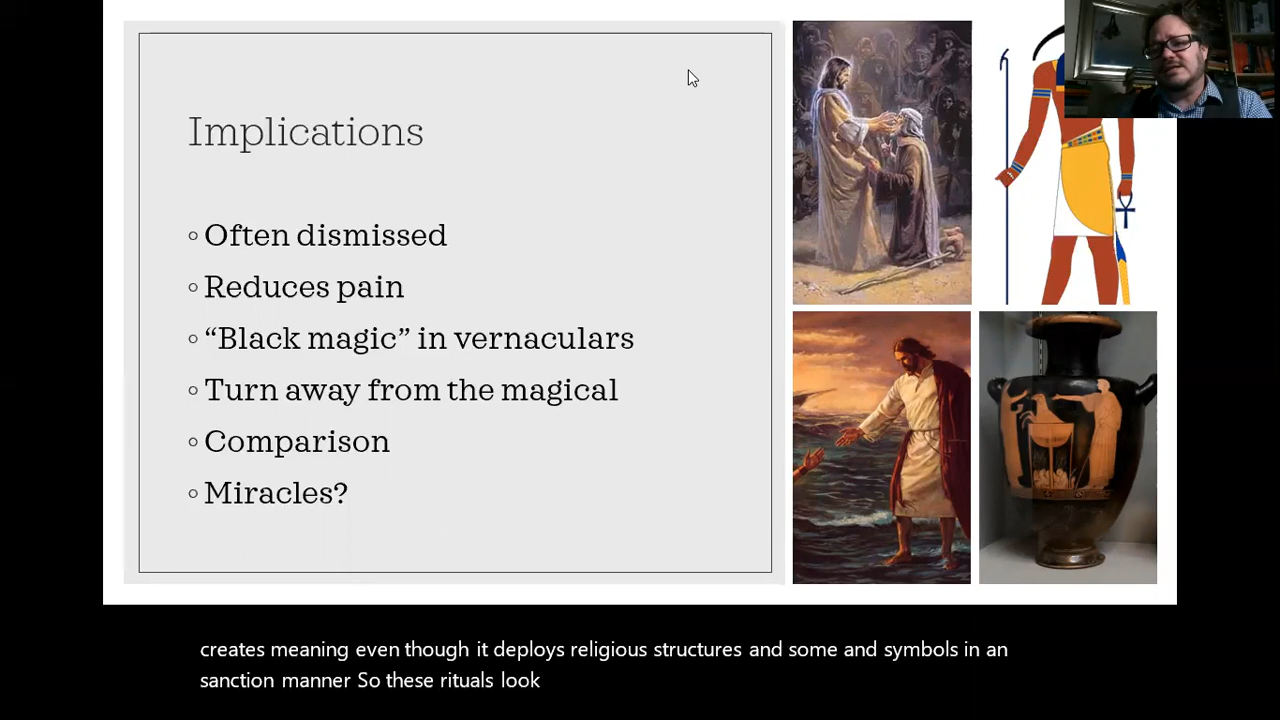 Implications
◦ Often dismissed
◦ Reduces pain
◦ “Black magic” in vernaculars
◦ Turn away from the magical
◦ Comparison
◦ Miracles?
creates meaning even though it deploys religious structures and some and symbols in an
sanction manner So these rituals look